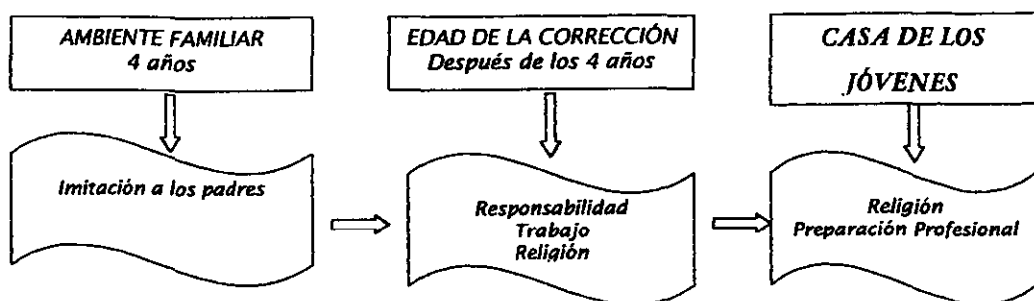 AMBIENTE FAMILIAR
4 años
EDAD DE LA CORRECCIÓN
Después de los 4 años
CASA DE LOS
JÓVENES
Imitación a los padres
Responsabilidad
Trabajo
Religión
Religión
Preparación Profesional